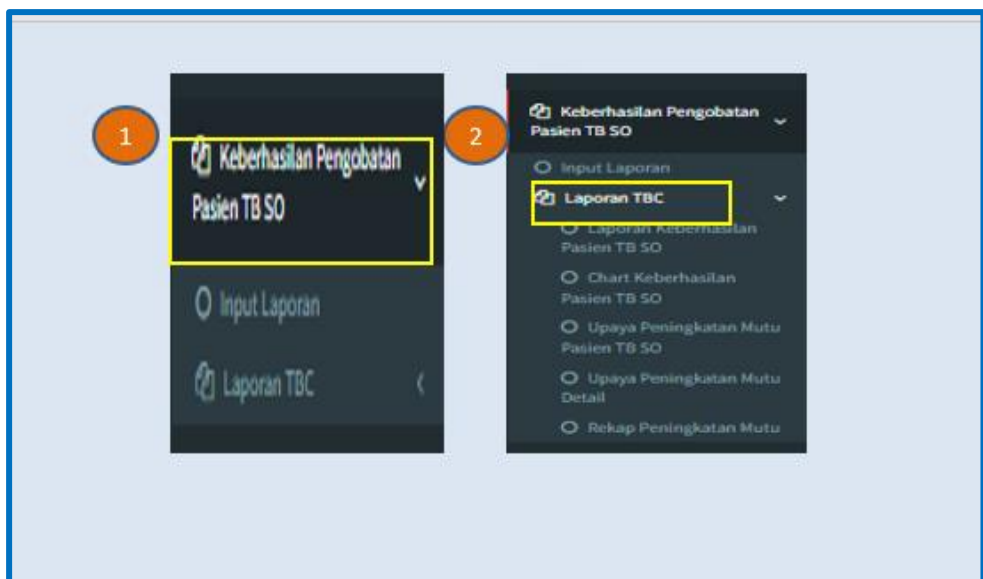 1
Keberhasilan Pengobatan
Pasien TB SO
Input Laporan
Laporan TBC
2
Keberhasilan Pengobatan
Pasien TB SO
Input Laporan
Laporan TBC
Laporan Keberhasilan
Pasien TB SO
Chart Keberhasilan
Pasien TB SO
Upaya Peningkatan Mutu
Pasien TB SO
Upaya Peningkatan Mutu
Detail
Rekap Peningkatan Mutu